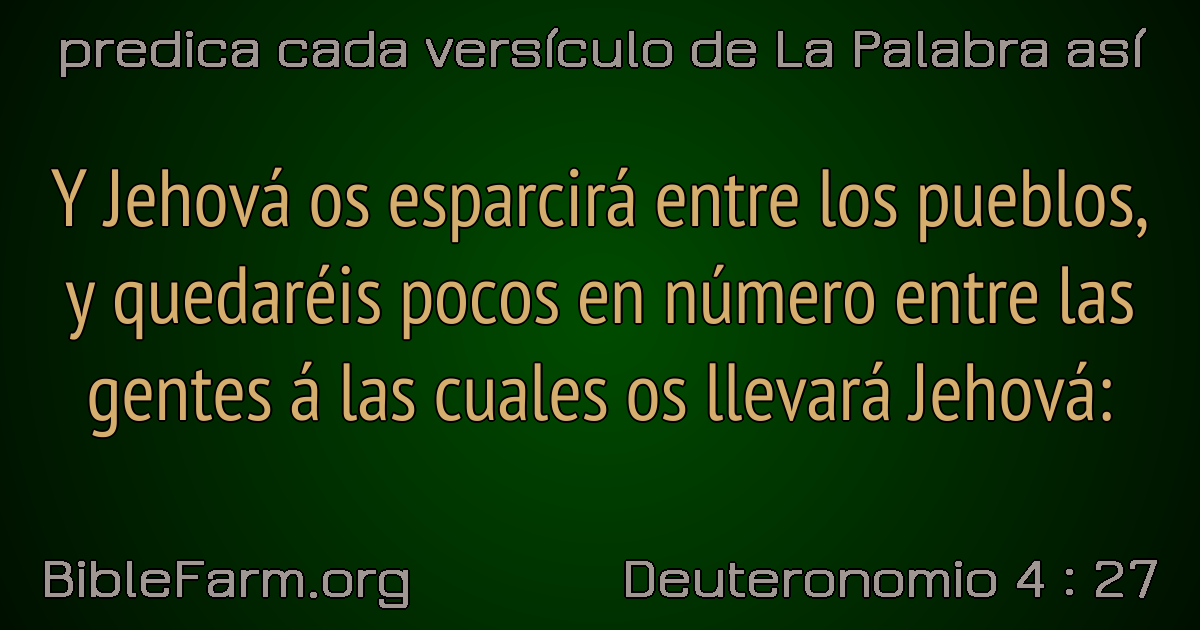 predica cada versículo de La Palabra así
Y Jehová os esparcirá entre los pueblos,
y quedaréis pocos en número entre las
gentes á las cuales os llevará Jehová:
BibleFarm.org
Deuteronomio 4 : 27